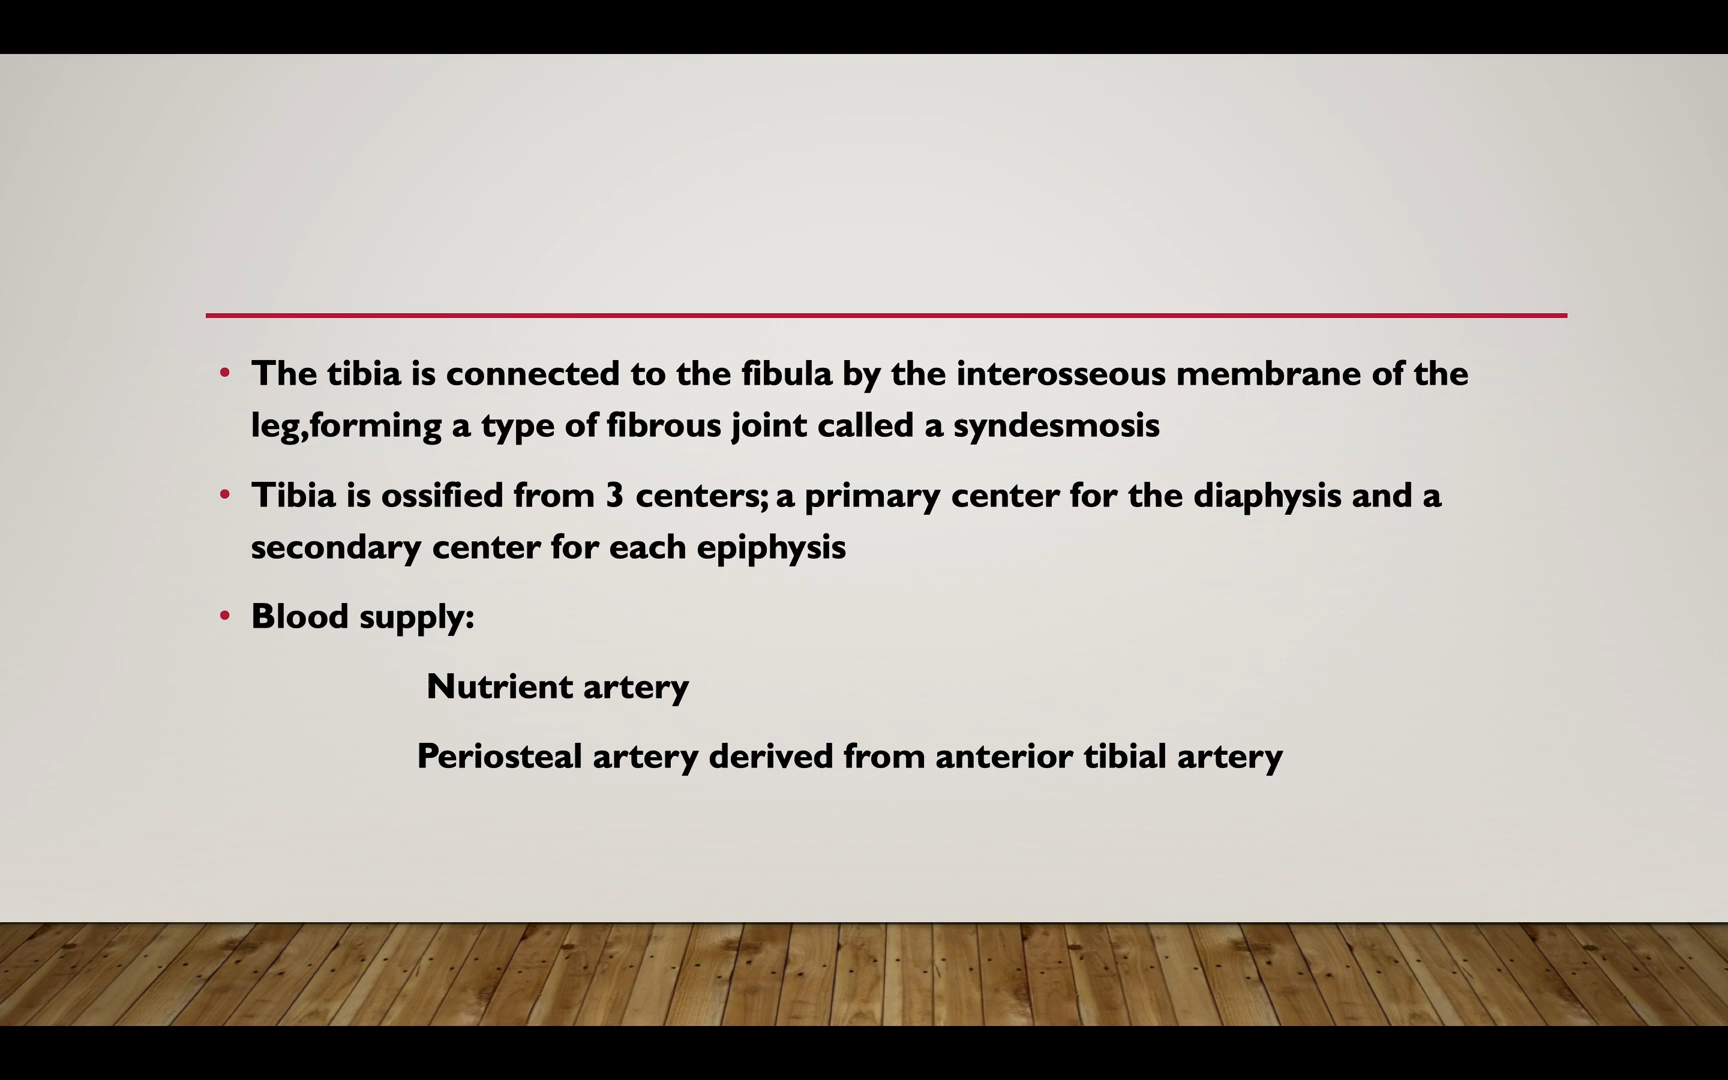 The tibia is connected to the fibula by the interosseous membrane of the
leg,forming a type of fibrous joint called a syndesmosis
Tibia is ossified from 3 centers; a primary center for the diaphysis and a
secondary center for each epiphysis
Blood supply:
Nutrient artery
Periosteal artery derived from anterior tibial artery